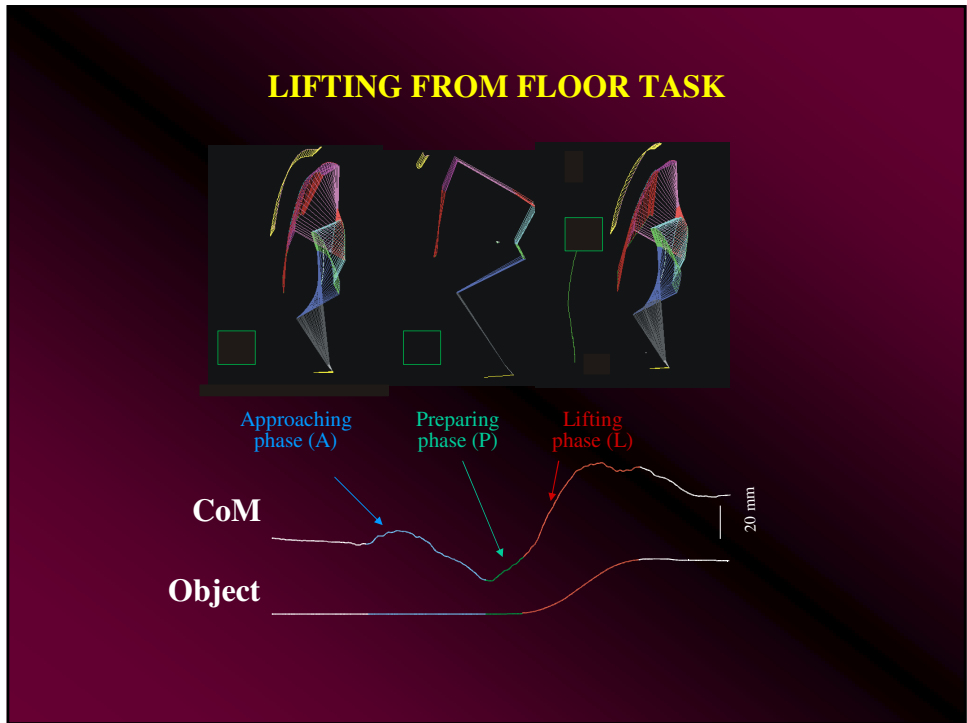 LIFTING FROM FLOOR TASK
Approaching
phase (A)
Preparing
phase (P)
Lifting
phase (L)
CoM
20 mm
Object